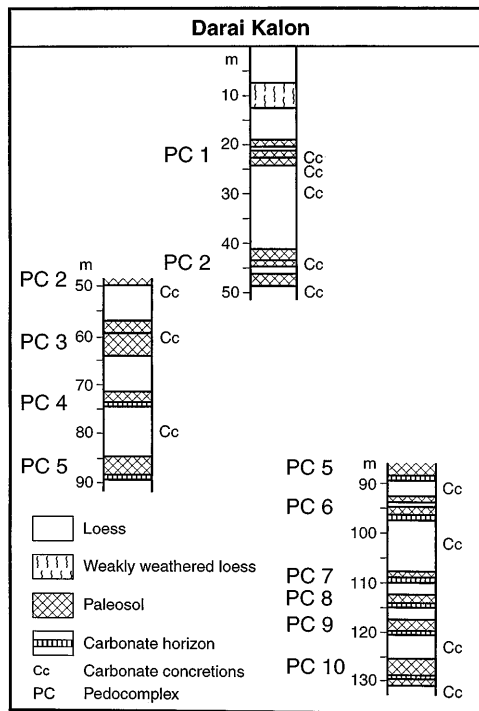 Darai Kalon
m
10
20
PC 1
Cc
Cc
30
Cc
40
PC 2
Cc
50
Cc
m
PC 2
50
Cc
60
Cc
PC 3
70
PC 4
80
Cc
PC 5
90
m
PC 5
90
Cc
PC 6
100
Cc
PC 7
110
PC 8
PC 9
120
Cc
PC 10
130
Cc
Loess
Weakly weathered loess
Paleosol
Carbonate horizon
Cc Carbonate concretions
PC Pedocomplex